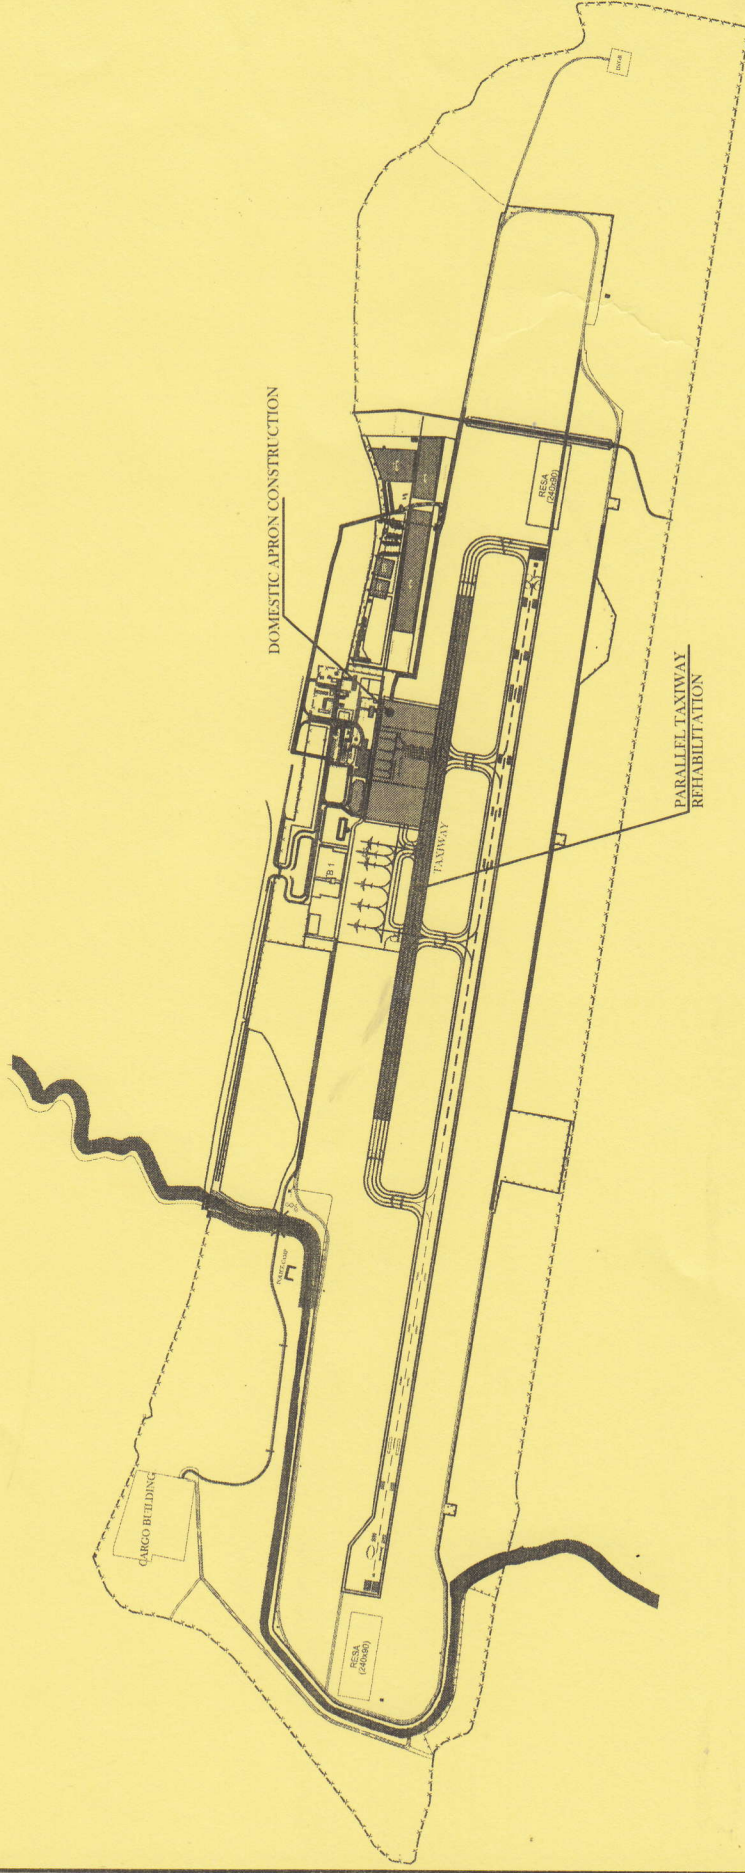 DOMESTIC APRON CONSTRUCTION
RESA
(240x90)
PARALLEL TAXIWAY
REHABILITATION
TAXIWAY
CARGO BUILDING
RESA
(240x90)